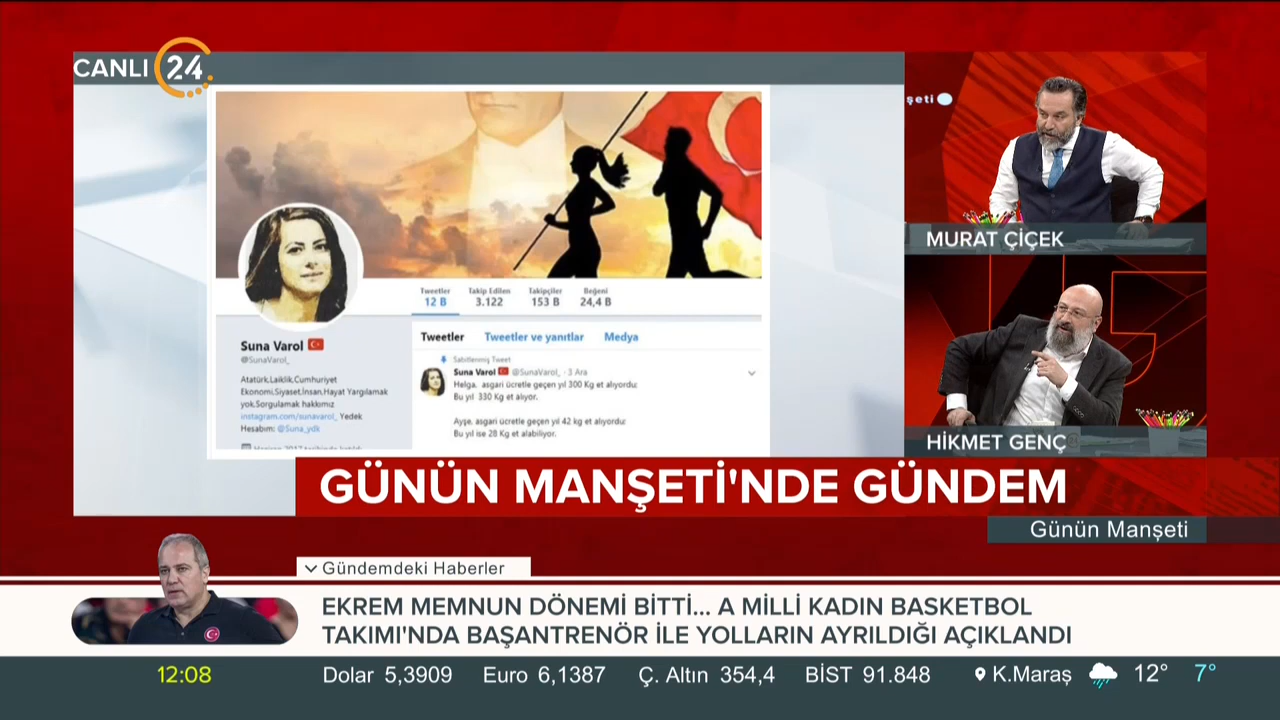 CANLI 24
şeti
MURAT ÇİÇEK
HİKMET GENÇ
Tweetler Takip Edilen Takipçiler Beğeni
12 B 3.122 153 B 24,4 B
Suna Varol
@SunaVarol_
Atatürk,Laiklik,Cumhuriyet
Ekonomi,Siyaset,İnsan,Hayat Yargılamak
yok,Sorgulamak hakkımız
instagram.com/sunavarol_ Yedek
Hesabım: @Suna_ydk
Haziran 2017 tarihinde katıldı
Tweetler Tweetler ve yanıtlar Medya
Sabitlenmiş Tweet
Suna Varol @SunaVarol_ · 3 Ara
Helga, asgari ücretle geçen yıl 300 Kg et alıyordu:
Bu yıl 330 Kg et alıyor.
Ayşe, asgari ücretle geçen yıl 42 kg et alıyordu:
Bu yıl ise 28 Kg et alabiliyor.
GÜNÜN MANŞETİ'NDE GÜNDEM
Günün Manşeti
Gündemdeki Haberler
EKREM MEMNUN DÖNEMİ BİTTİ... A MİLLİ KADIN BASKETBOL
TAKIMI'NDA BAŞANTRENÖR İLE YOLLARIN AYRILDIĞI AÇIKLANDI
12:08 Dolar 5,3909 Euro 6,1387 Ç. Altın 354,4 BİST 91.848 K.Maraş 12° 7°